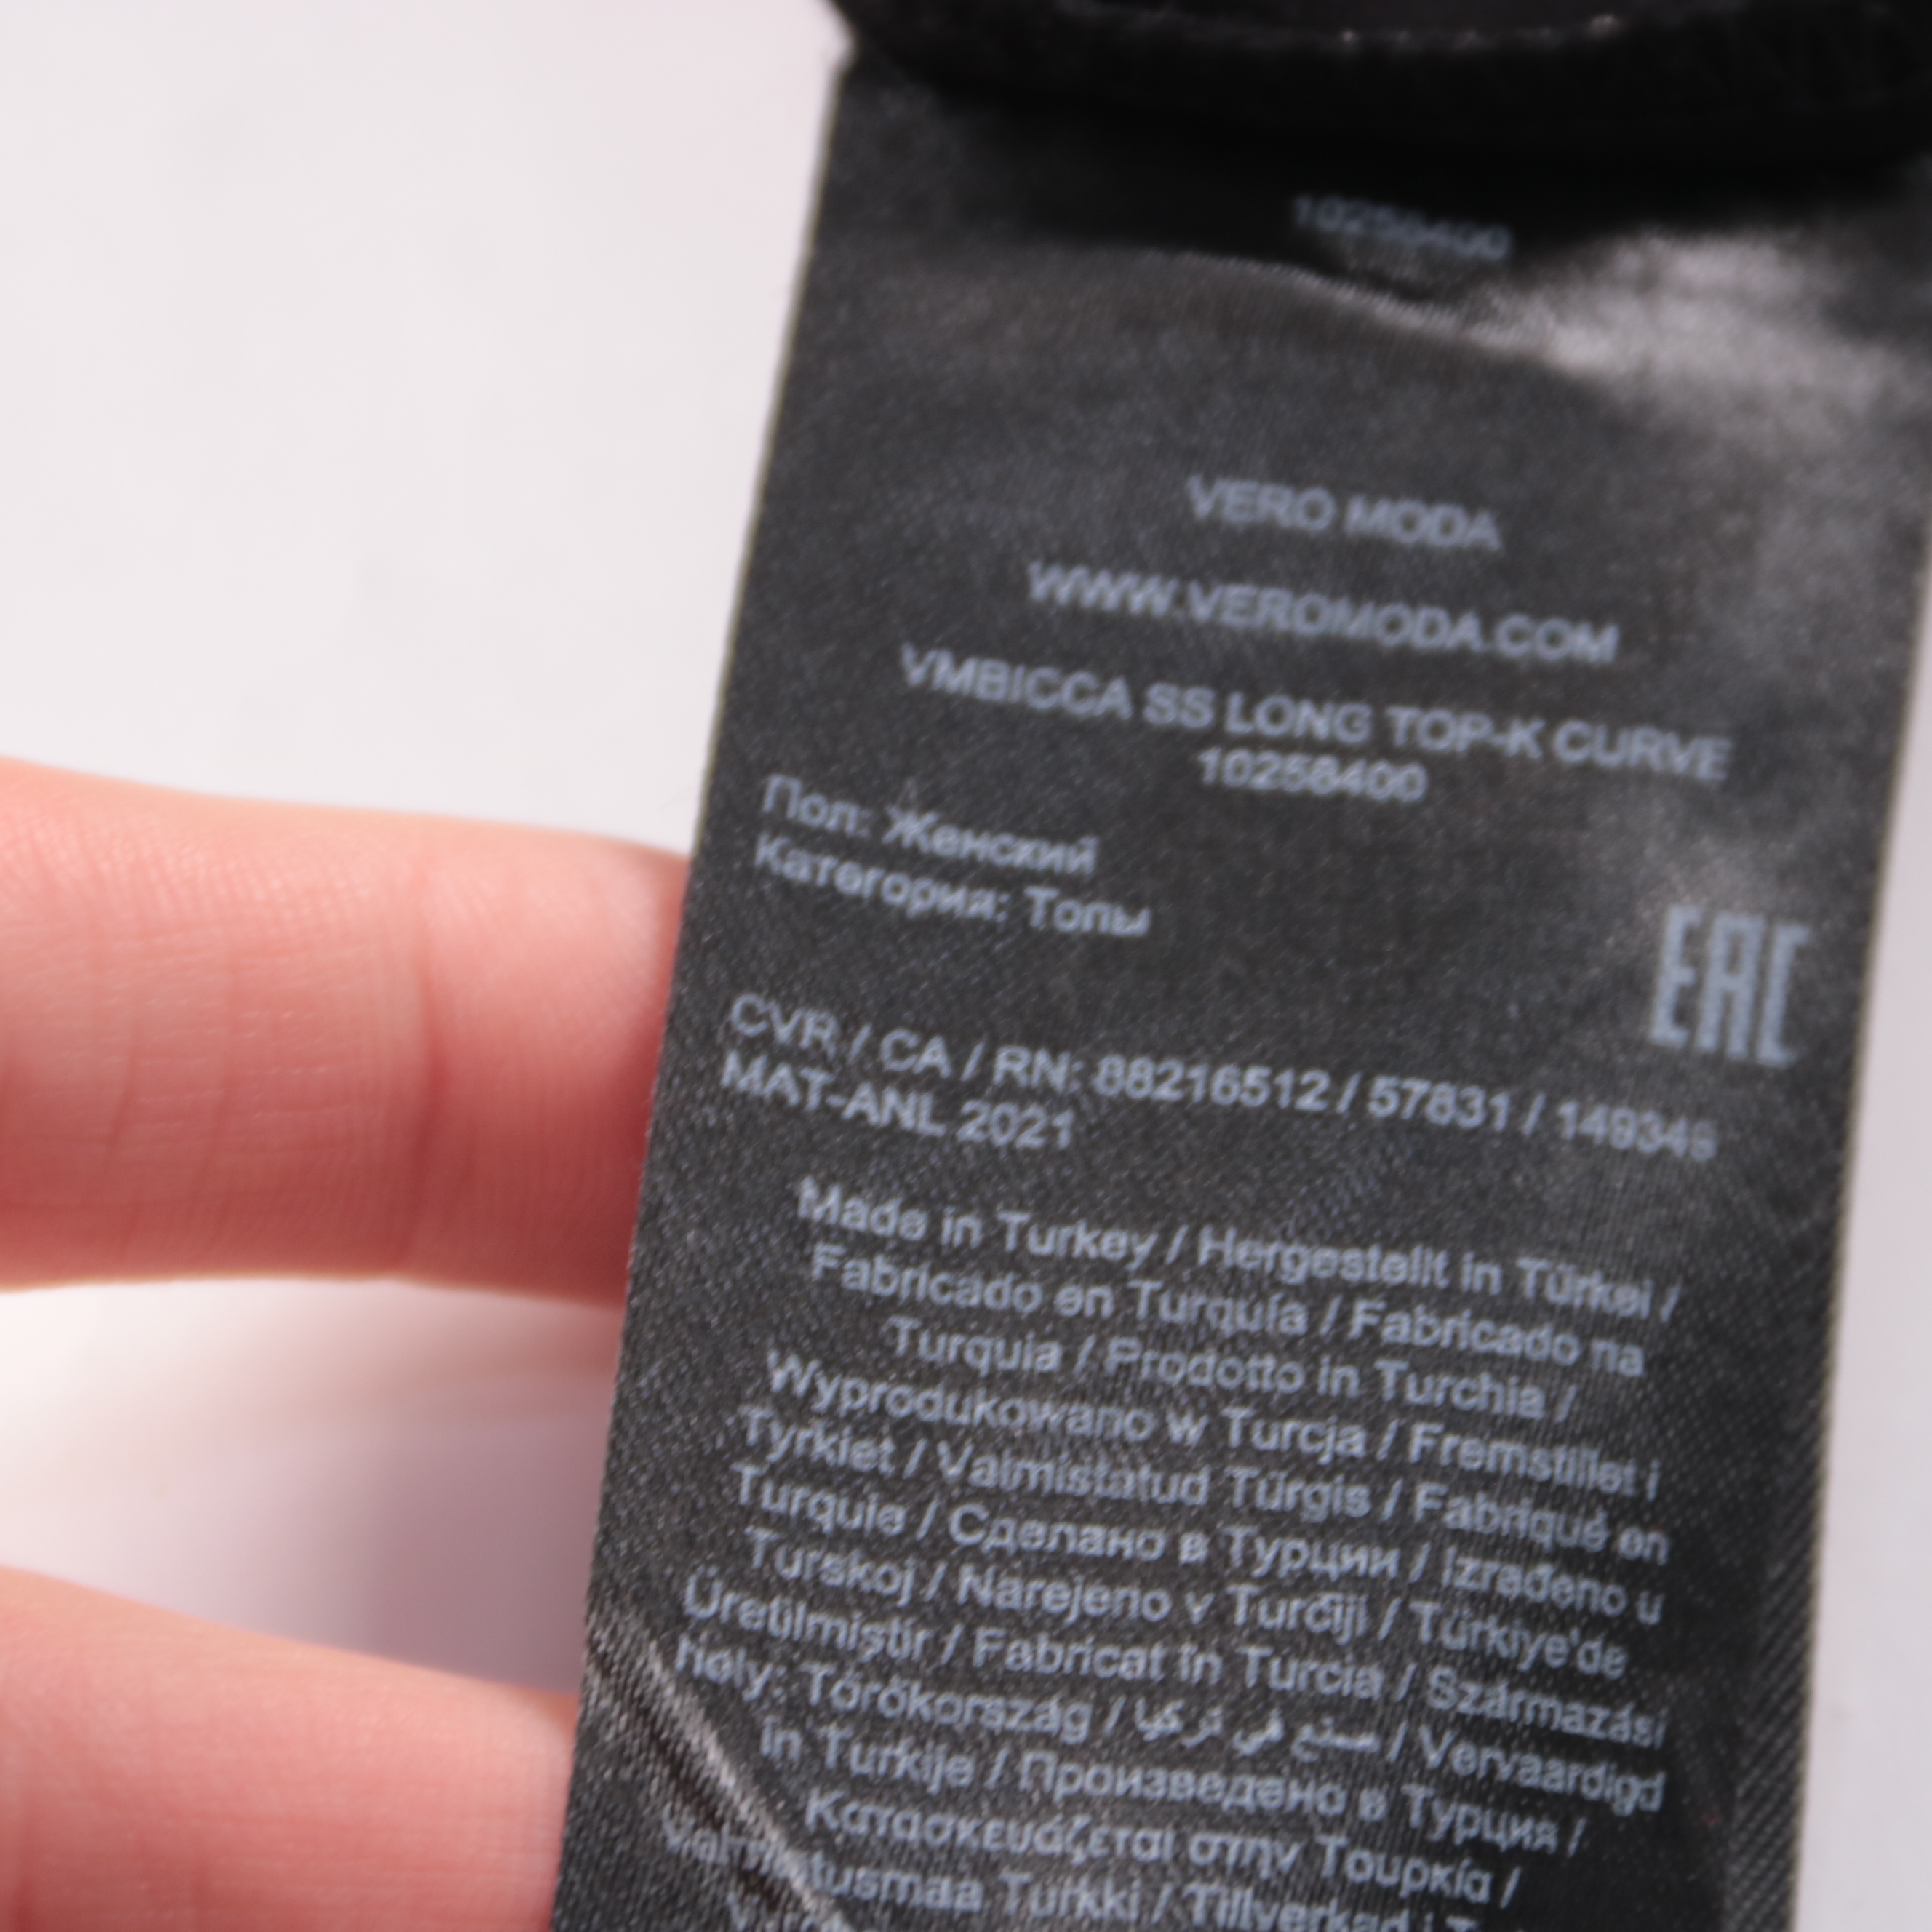 10258400
VERO MODA
WWW.VEROMODA.COM
VMBICCA SS LONG TOP-K CURVE
10258400
Пол: Женский
Категория: Топы
EAC
CVR / CA / RN: 88216512 / 57831 / 149349
MAT-ANL 2021
Made in Turkey / Hergestellt in Türkei /
Fabricado en Turquía / Fabricado na
Turquia / Prodotto in Turchia /
Wyprodukowano w Turcja / Fremstillet i
Tyrkiet / Valmistatud Türgis / Fabriqué en
Turquie / Сделано в Турции / Izrađeno u
Turskoj / Narejeno v Turčiji / Türkiye'de
Üretilmiştir / Fabricat în Turcia / Származási
hely: Törökország / صنع في تركيا / Vervaardigd
in Turkije / Произведено в Турция /
Κατασκευάζεται στην Τουρκία /
Turkki / Tillverkad i